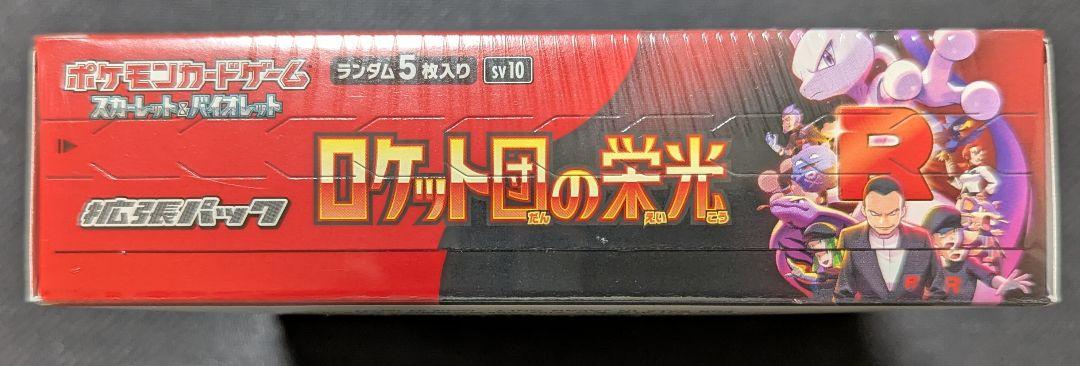 ポケモンカードゲーム
スカーレット&バイオレット
ランダム5枚入り
SV10
拡張パック
ロケット団の栄光
だん えい こう
R
R
R